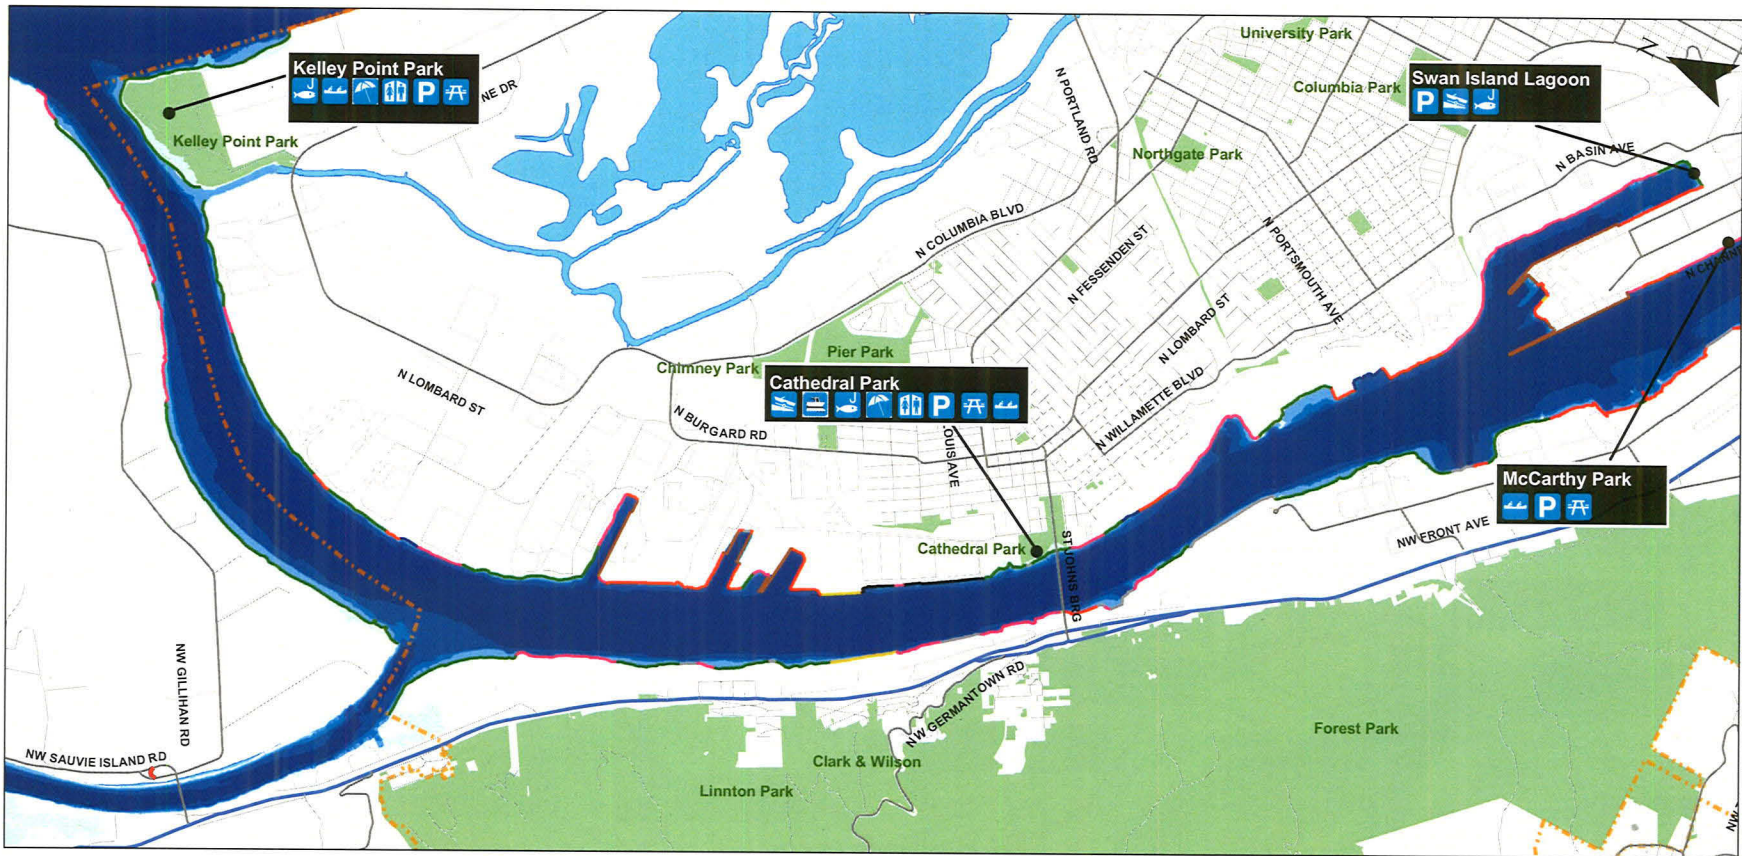 University Park
Kelley Point Park
P
NE DR
Columbia Park
Swan Island Lagoon
P
N
N PORTLAND RD
Kelley Point Park
Northgate Park
N BASIN AVE
N COLUMBIA BLVD
N FESSENDEN ST
N PORTSMOUTH AVE
N LOMBARD ST
N WILLAMETTE BLVD
Pier Park
Chimney Park
Cathedral Park
P
N LOMBARD ST
N BURGARD RD
OUIS AVE
McCarthy Park
P
NW FRONT AVE
Cathedral Park
ST JOHNS BRG
NW GILLIHAN RD
NW SAUVIE ISLAND RD
NW GERMANTOWN RD
Forest Park
Clark & Wilson
Linnton Park